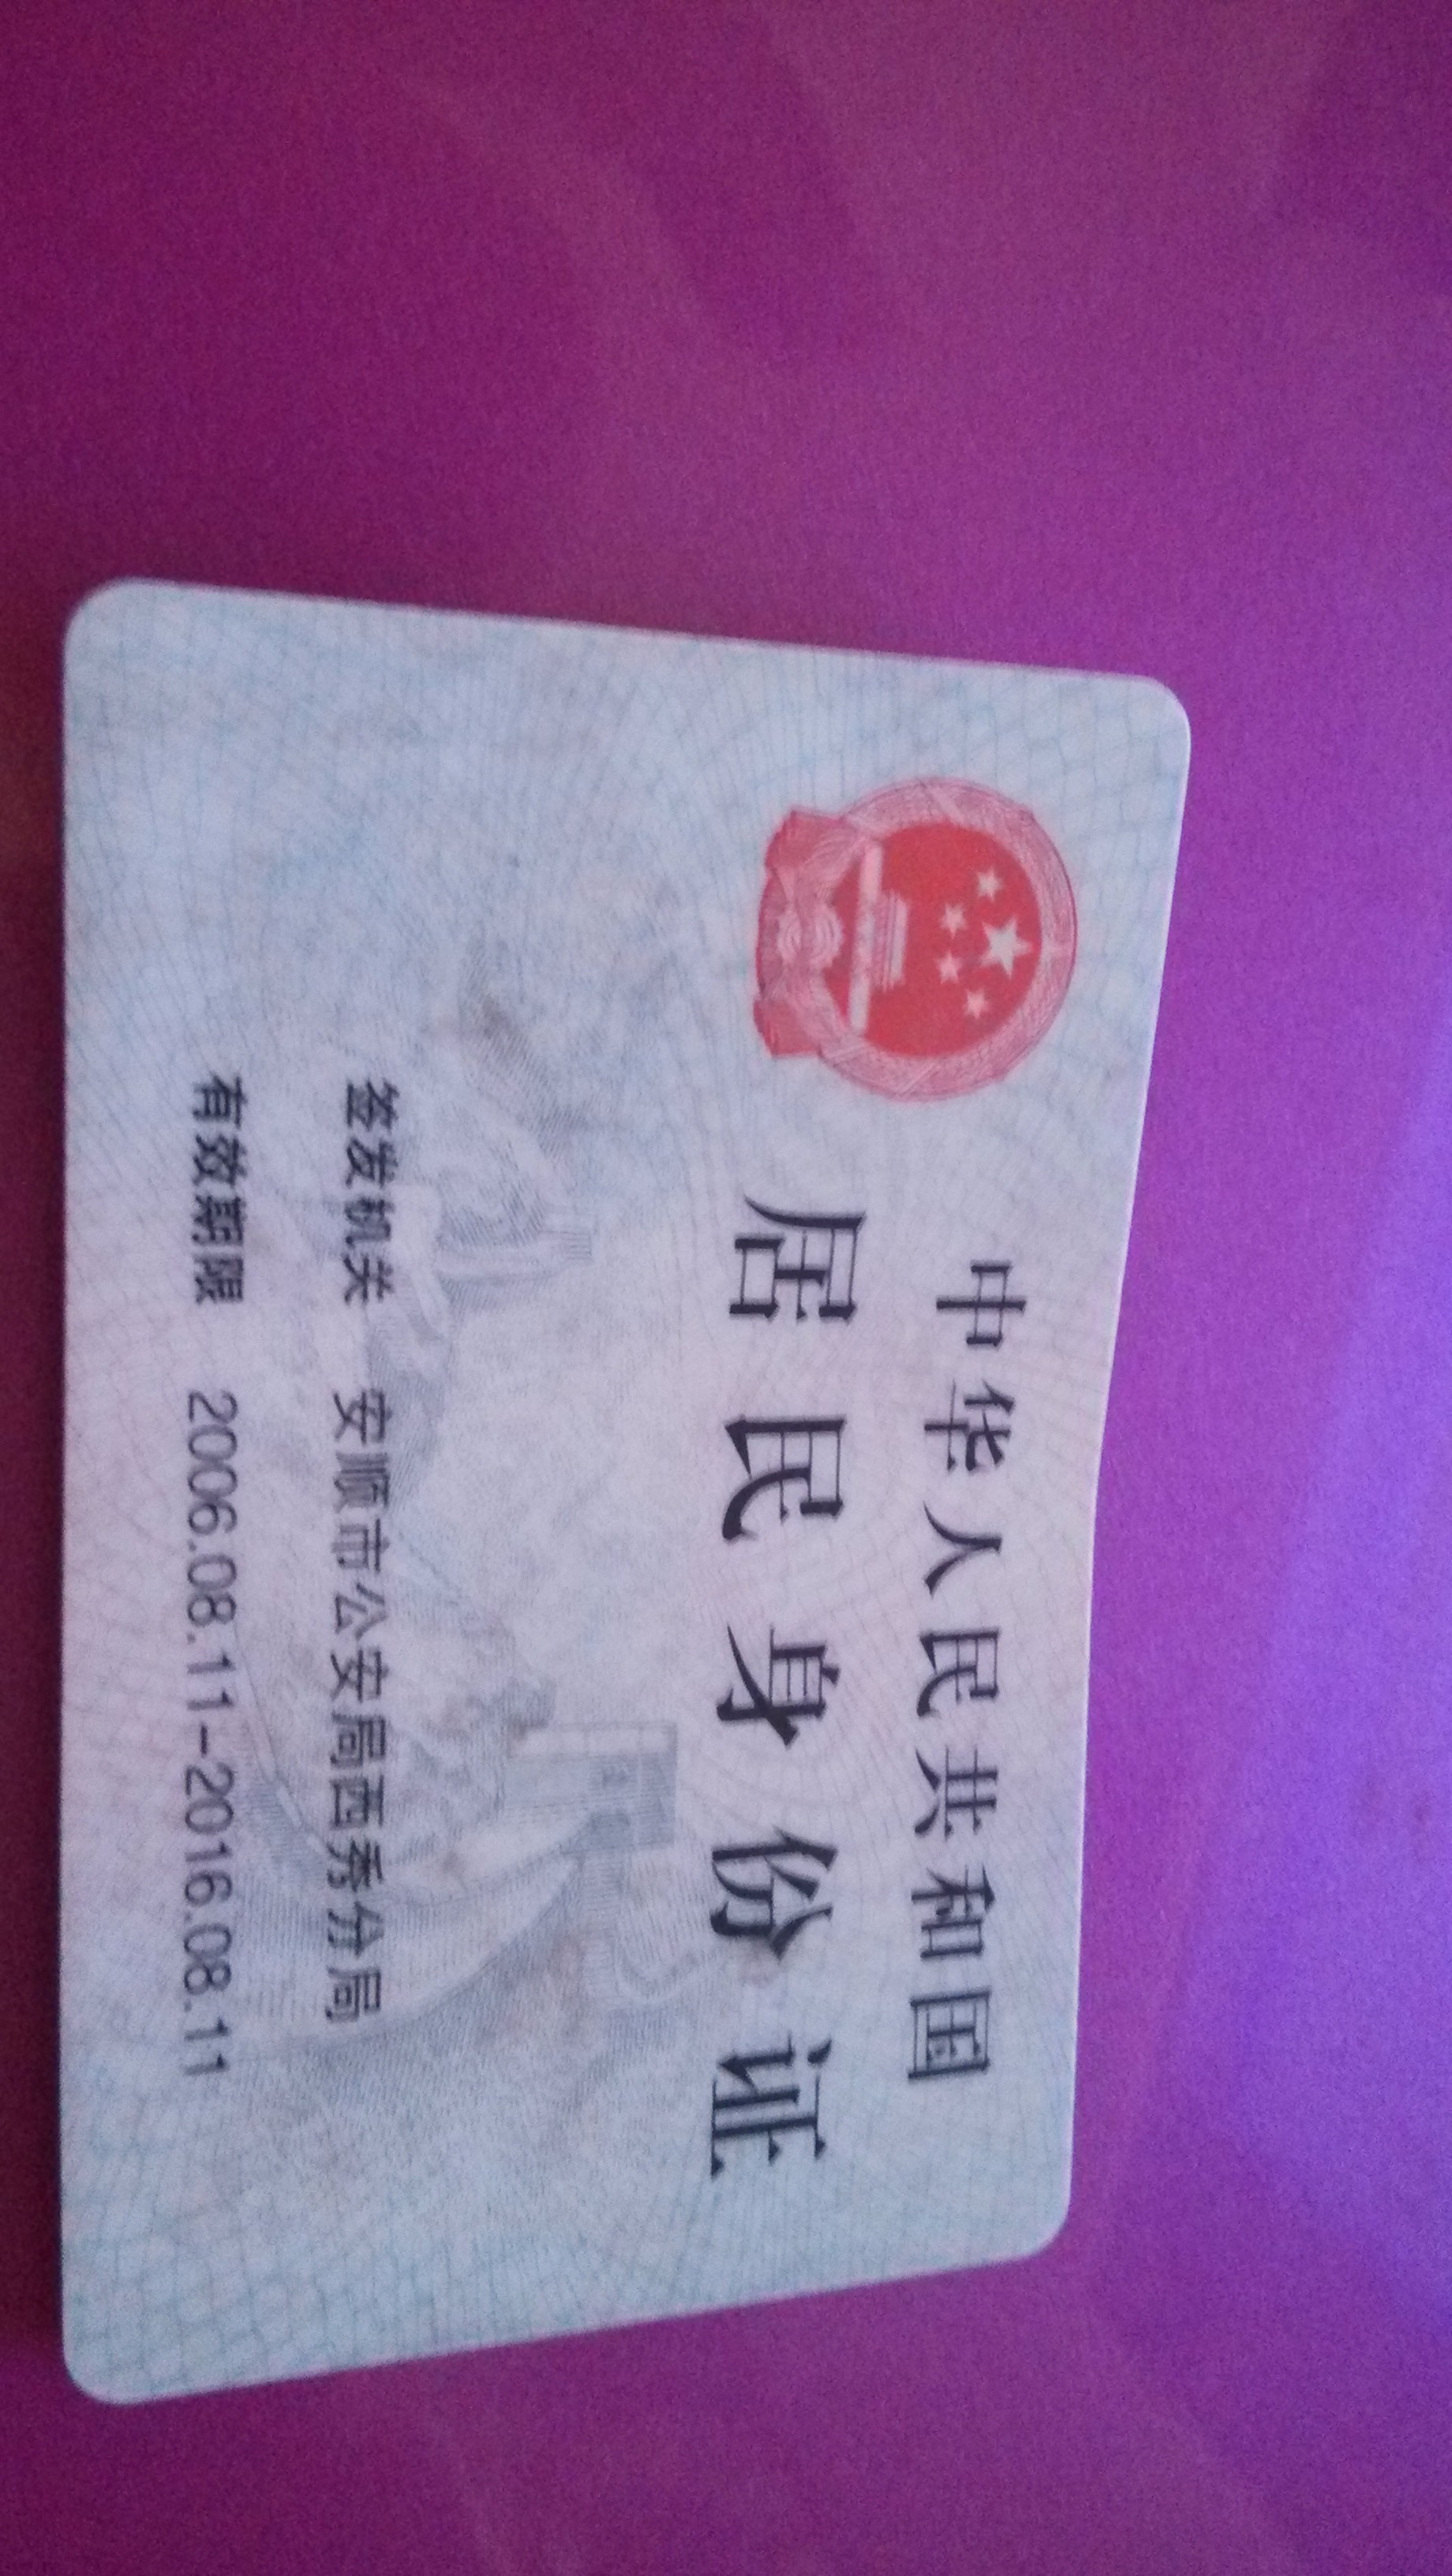 中华人民共和国
居民身份证
签发机关 安顺市公安局西秀分局
有效期限 2006.08.11-2016.08.11